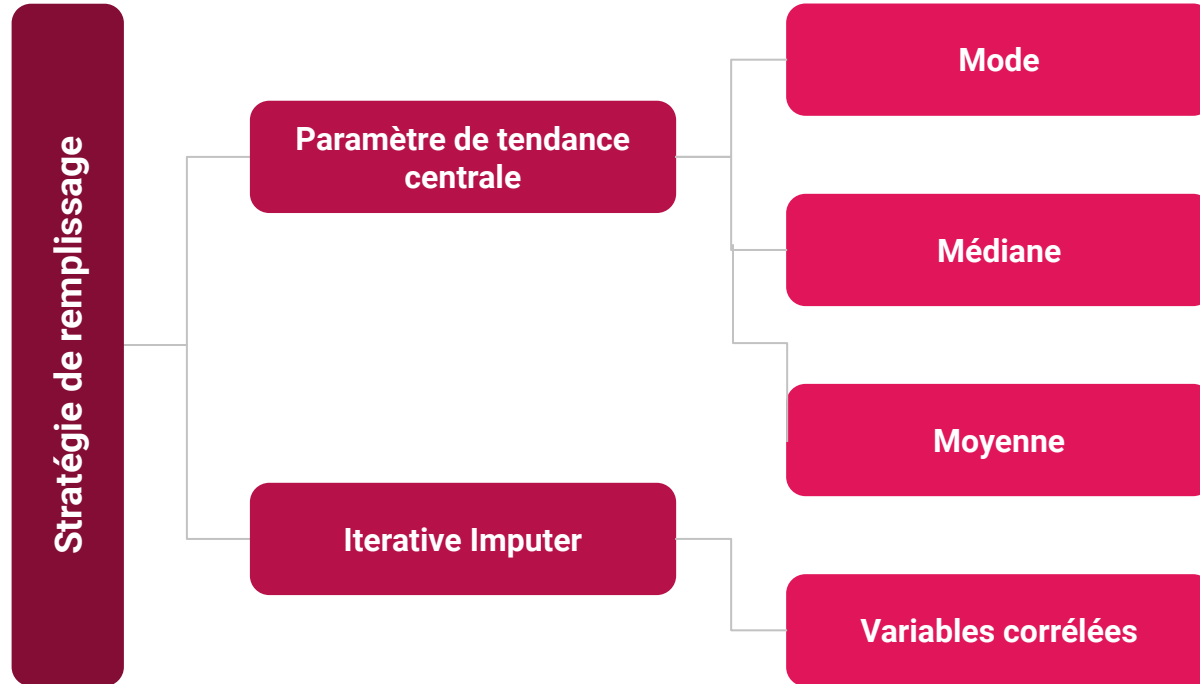 Stratégie de remplissage
Paramètre de tendance
centrale
Mode
Médiane
Moyenne
Iterative Imputer
Variables corrélées